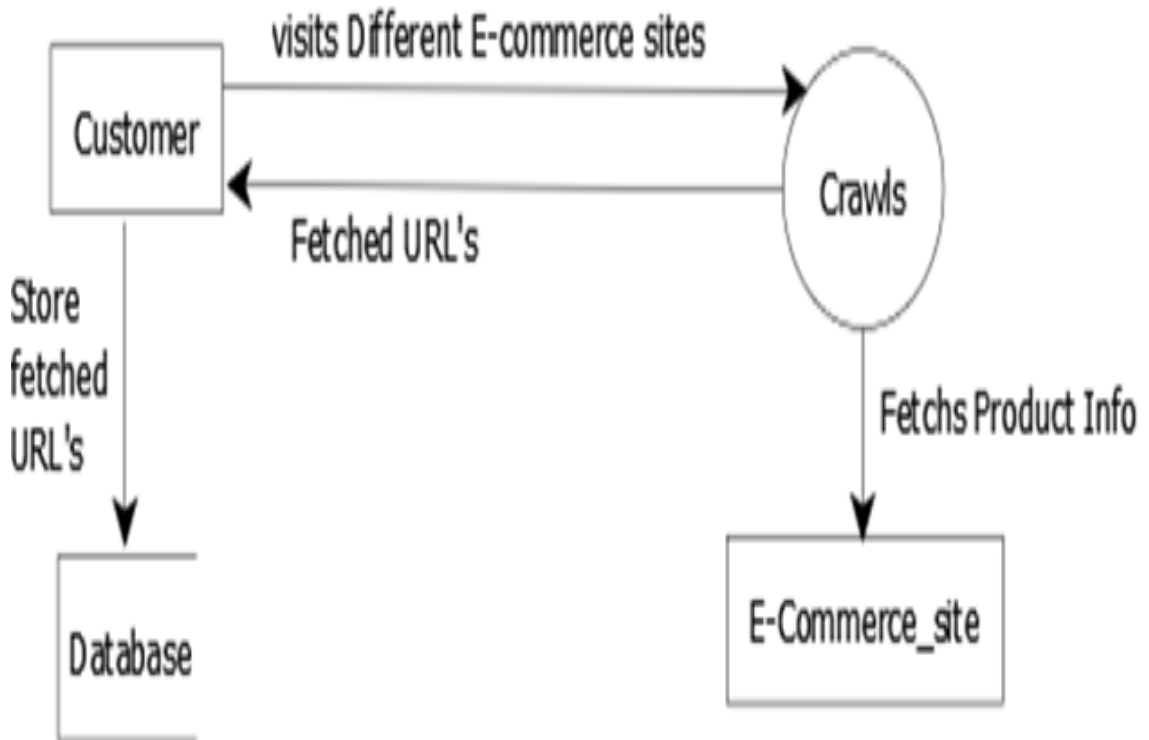 visits Different E-commerce sites
Customer
Crawls
Fetched URL's
Store
fetched
URL's
Fetchs Product Info
Database
E-Commerce_site